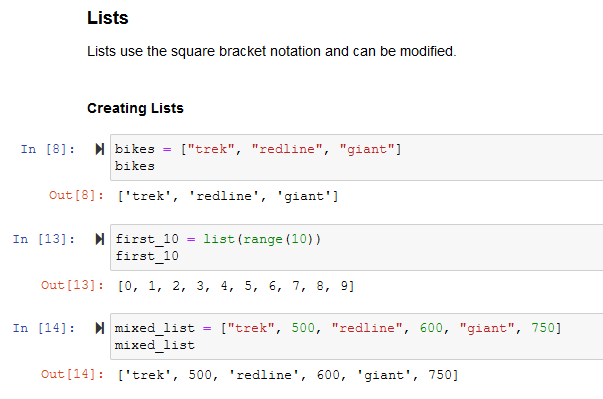 Lists
Lists use the square bracket notation and can be modified.
Creating Lists
In [8]: bikes = ["trek", "redline", "giant"]
bikes
Out[8]: ['trek', 'redline', 'giant']
In [13]: first_10 = list(range(10))
first_10
Out[13]: [0, 1, 2, 3, 4, 5, 6, 7, 8, 9]
In [14]: mixed_list = ["trek", 500, "redline", 600, "giant", 750]
mixed_list
Out[14]: ['trek', 500, 'redline', 600, 'giant', 750]